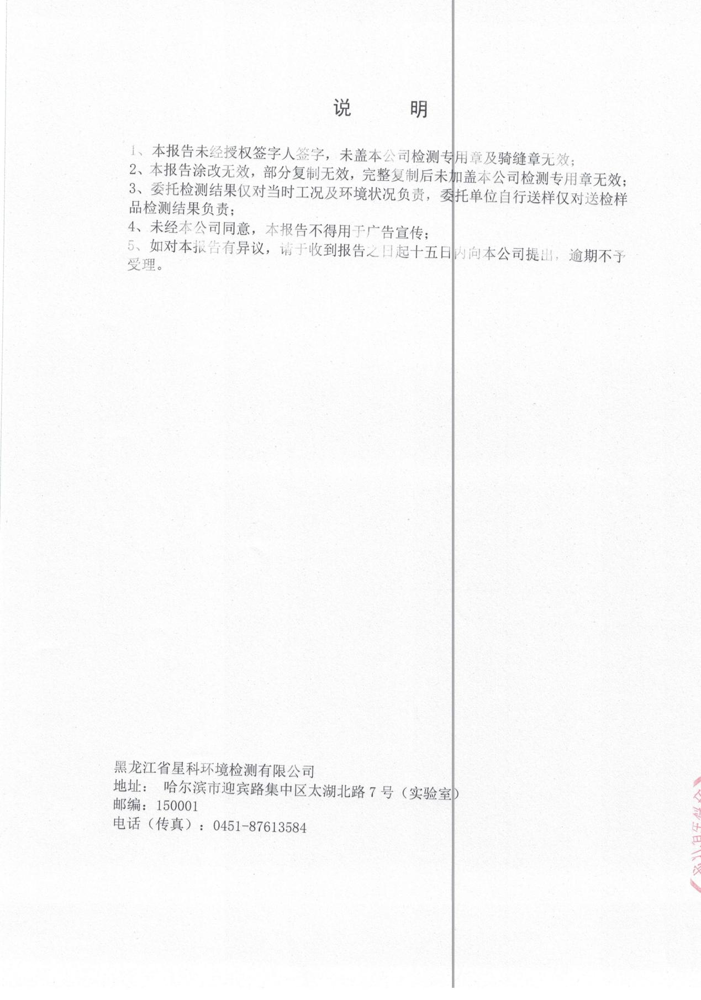 说 明
1、本报告未经授权签字人签字，未盖本公司检测专用章及骑缝章无效；
2、本报告涂改无效，部分复制无效，完整复制后未加盖本公司检测专用章无效；
3、委托检测结果仅对当时工况及环境状况负责，委托单位自行送样仅对送检样
品检测结果负责；
4、未经本公司同意，本报告不得用于广告宣传；
5、如对本报告有异议，请于收到报告之日起十五日内向本公司提出，逾期不予
受理。
黑龙江省星科环境检测有限公司
地址： 哈尔滨市迎宾路集中区太湖北路 7 号（实验室）
邮编：150001
电话（传真）：0451-87613584